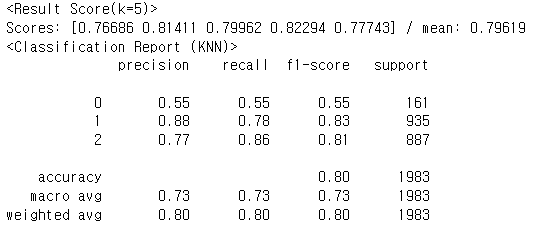 <Result Score(k=5)>
Scores: [0.76686 0.81411 0.79962 0.82294 0.77743] / mean: 0.79619
<Classification Report (KNN)>
precision recall f1-score support
0 0.55 0.55 0.55 161
1 0.88 0.78 0.83 935
2 0.77 0.86 0.81 887
accuracy 0.80 1983
macro avg 0.73 0.73 0.73 1983
weighted avg 0.80 0.80 0.80 1983